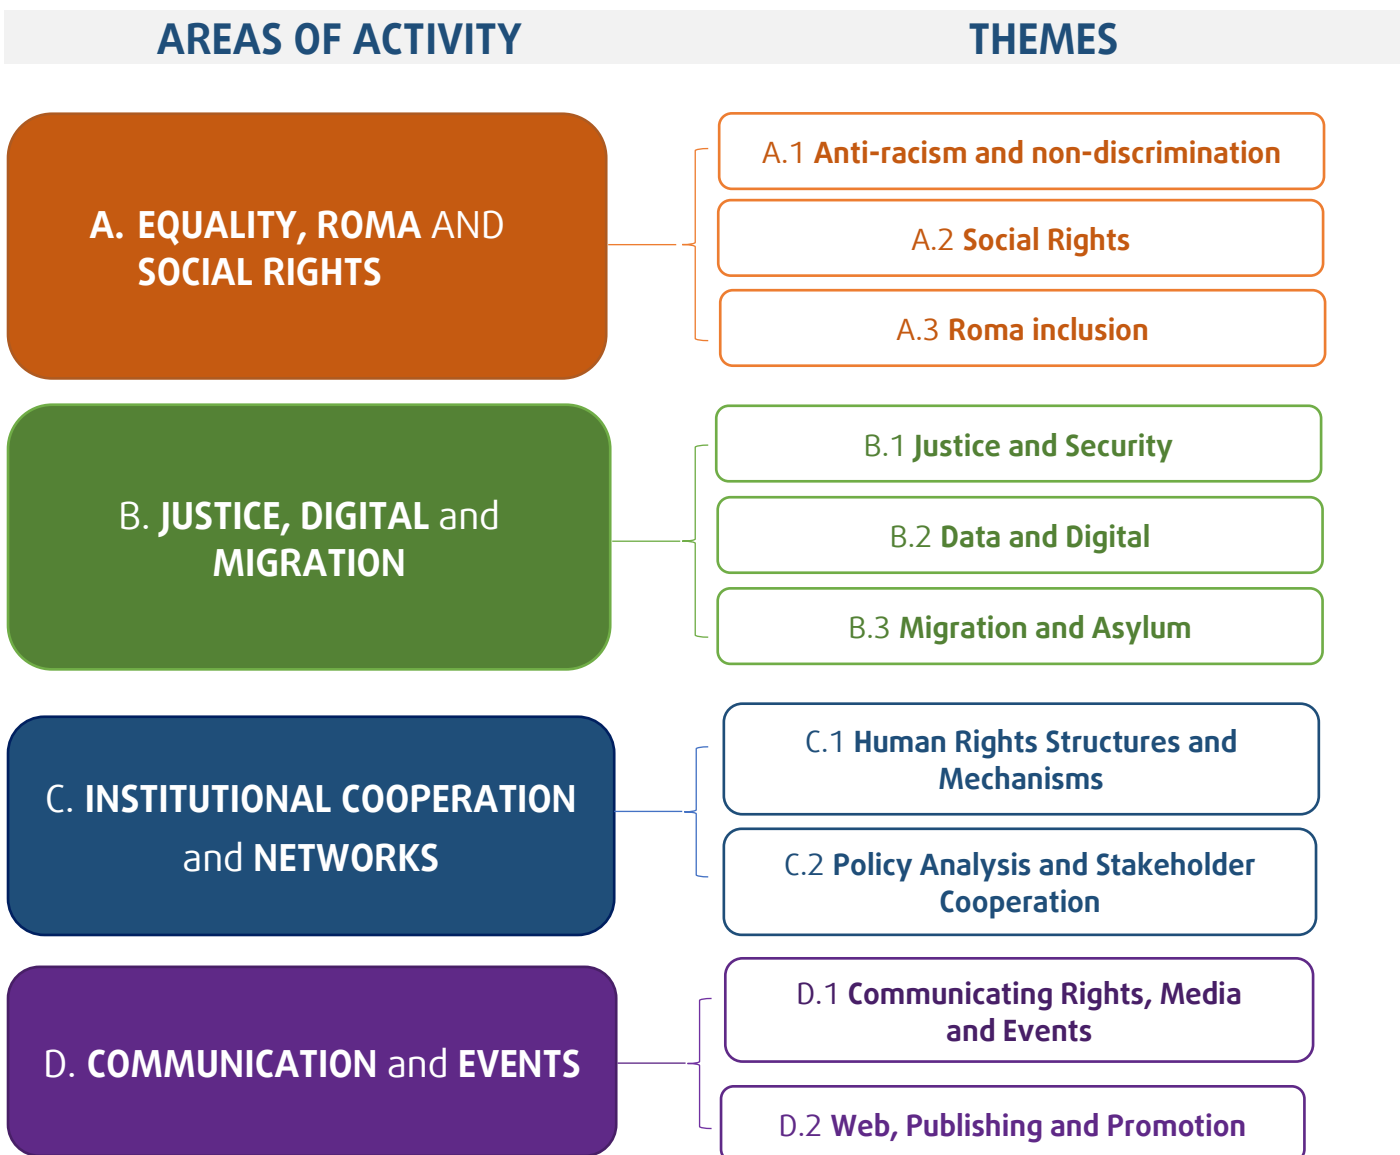 AREAS OF ACTIVITY
THEMES
A. EQUALITY, ROMA AND
SOCIAL RIGHTS
A.1 Anti-racism and non-discrimination
A.2 Social Rights
A.3 Roma inclusion
B. JUSTICE, DIGITAL and
MIGRATION
B.1 Justice and Security
B.2 Data and Digital
B.3 Migration and Asylum
C. INSTITUTIONAL COOPERATION
and NETWORKS
C.1 Human Rights Structures and
Mechanisms
C.2 Policy Analysis and Stakeholder
Cooperation
D. COMMUNICATION and EVENTS
D.1 Communicating Rights, Media
and Events
D.2 Web, Publishing and Promotion